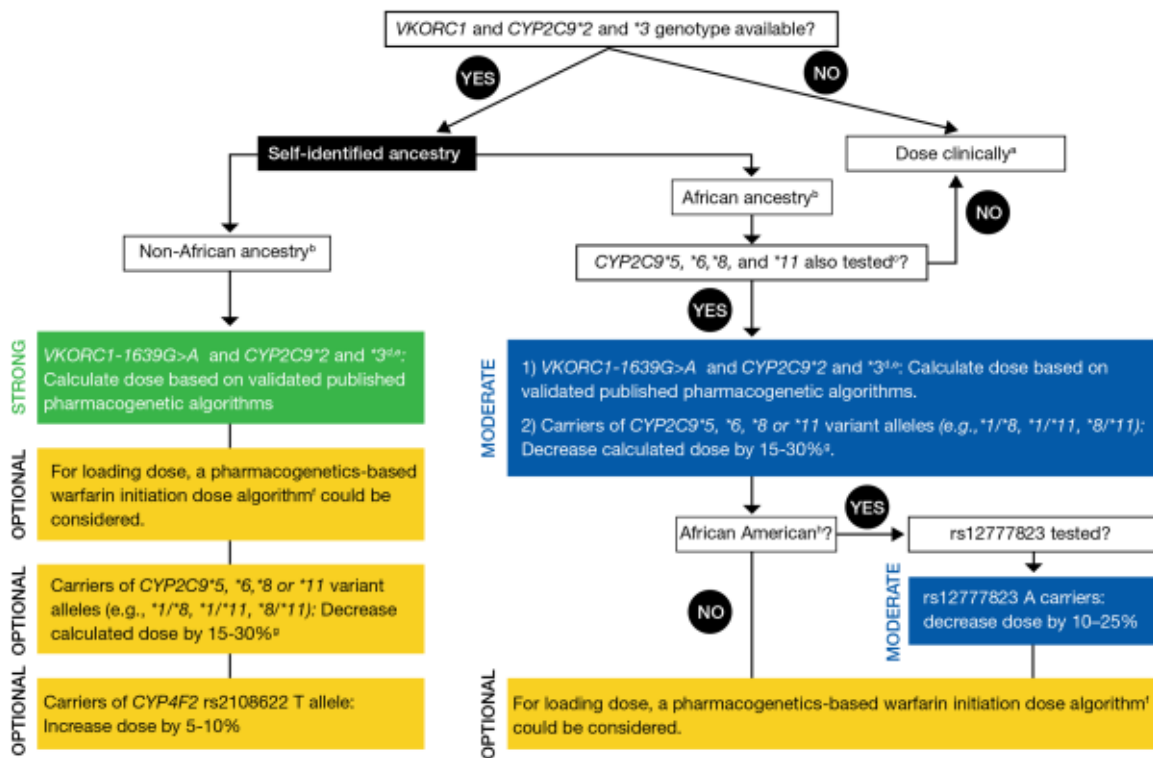 VKORC1 and CYP2C9*2 and *3 genotype available?
YES
NO
Self-identified ancestry
Dose clinicallyᵃ
African ancestryᵇ
NO
Non-African ancestryᵇ
CYP2C9*5, *6,*8, and *11 also testedᶜ?
YES
STRONG
VKORC1-1639G>A and CYP2C9*2 and *3ᵈ,ᵉ:
Calculate dose based on validated published
pharmacogenetic algorithms
MODERATE
1) VKORC1-1639G>A and CYP2C9*2 and *3ᵈ,ᵉ: Calculate dose based on
validated published pharmacogenetic algorithms.
2) Carriers of CYP2C9*5, *6, *8 or *11 variant alleles (e.g.,*1/*8, *1/*11, *8/*11):
Decrease calculated dose by 15-30%ᵍ.
OPTIONAL
For loading dose, a pharmacogenetics-based
warfarin initiation dose algorithmᶠ could be
considered.
African Americanʰ?
YES
rs12777823 tested?
OPTIONAL
Carriers of CYP2C9*5, *6,*8 or *11 variant
alleles (e.g., *1/*8, *1/*11, *8/*11): Decrease
calculated dose by 15-30%ᵍ
NO
MODERATE
rs12777823 A carriers:
decrease dose by 10–25%
OPTIONAL
Carriers of CYP4F2 rs2108622 T allele:
Increase dose by 5-10%
OPTIONAL
For loading dose, a pharmacogenetics-based warfarin initiation dose algorithmᶠ
could be considered.